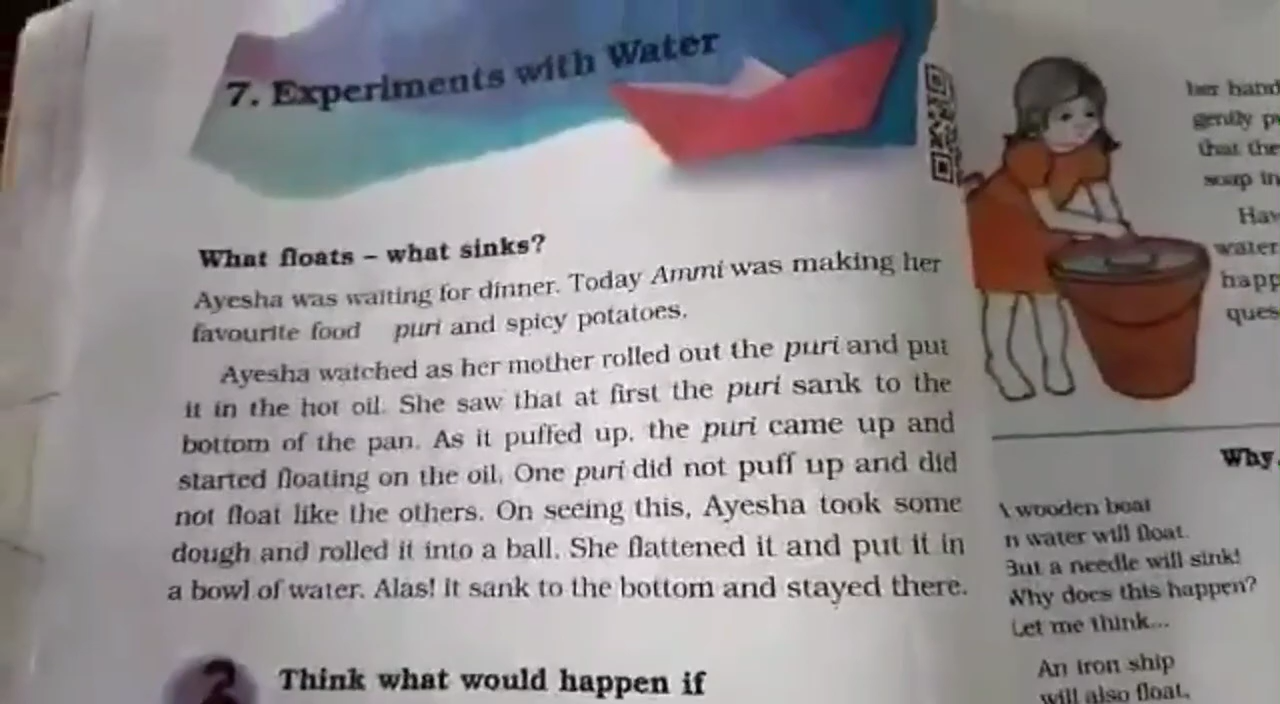 7. Experiments with Water
What floats – what sinks?
Ayesha was waiting for dinner. Today Ammi was making her
favourite food puri and spicy potatoes.
Ayesha watched as her mother rolled out the puri and put
it in the hot oil. She saw that at first the puri sank to the
bottom of the pan. As it puffed up, the puri came up and
started floating on the oil. One puri did not puff up and did
not float like the others. On seeing this, Ayesha took some
dough and rolled it into a ball. She flattened it and put it in
a bowl of water. Alas! It sank to the bottom and stayed there.
? Think what would happen if
her hand
gently
that the
soap in
water
Why
A wooden boat
n water will float.
But a needle will sink!
Why does this happen?
Let me think...
An iron ship
will also float,